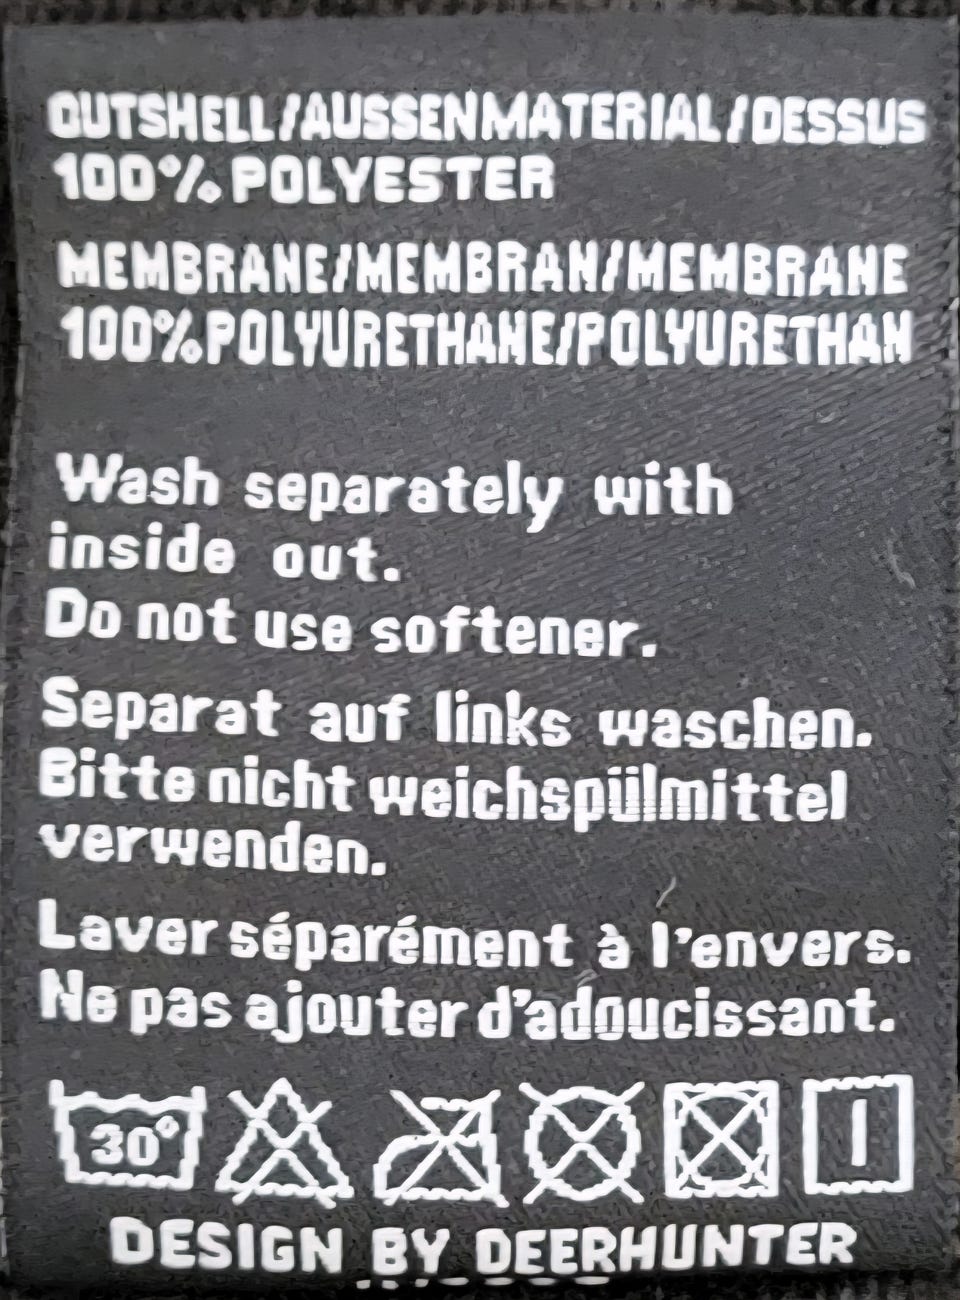 OUTSHELL/AUSSENMATERIAL/DESSUS
100% POLYESTER
MEMBRANE/MEMBRAN/MEMBRANE
100% POLYURETHANE/POLYURETHAN
Wash separately with
inside out.
Do not use softener.
Separat auf links waschen.
Bitte nicht weichspülmittel
verwenden.
Laver séparément à l'envers.
Ne pas ajouter d'adoucissant.
30°
DESIGN BY DEERHUNTER